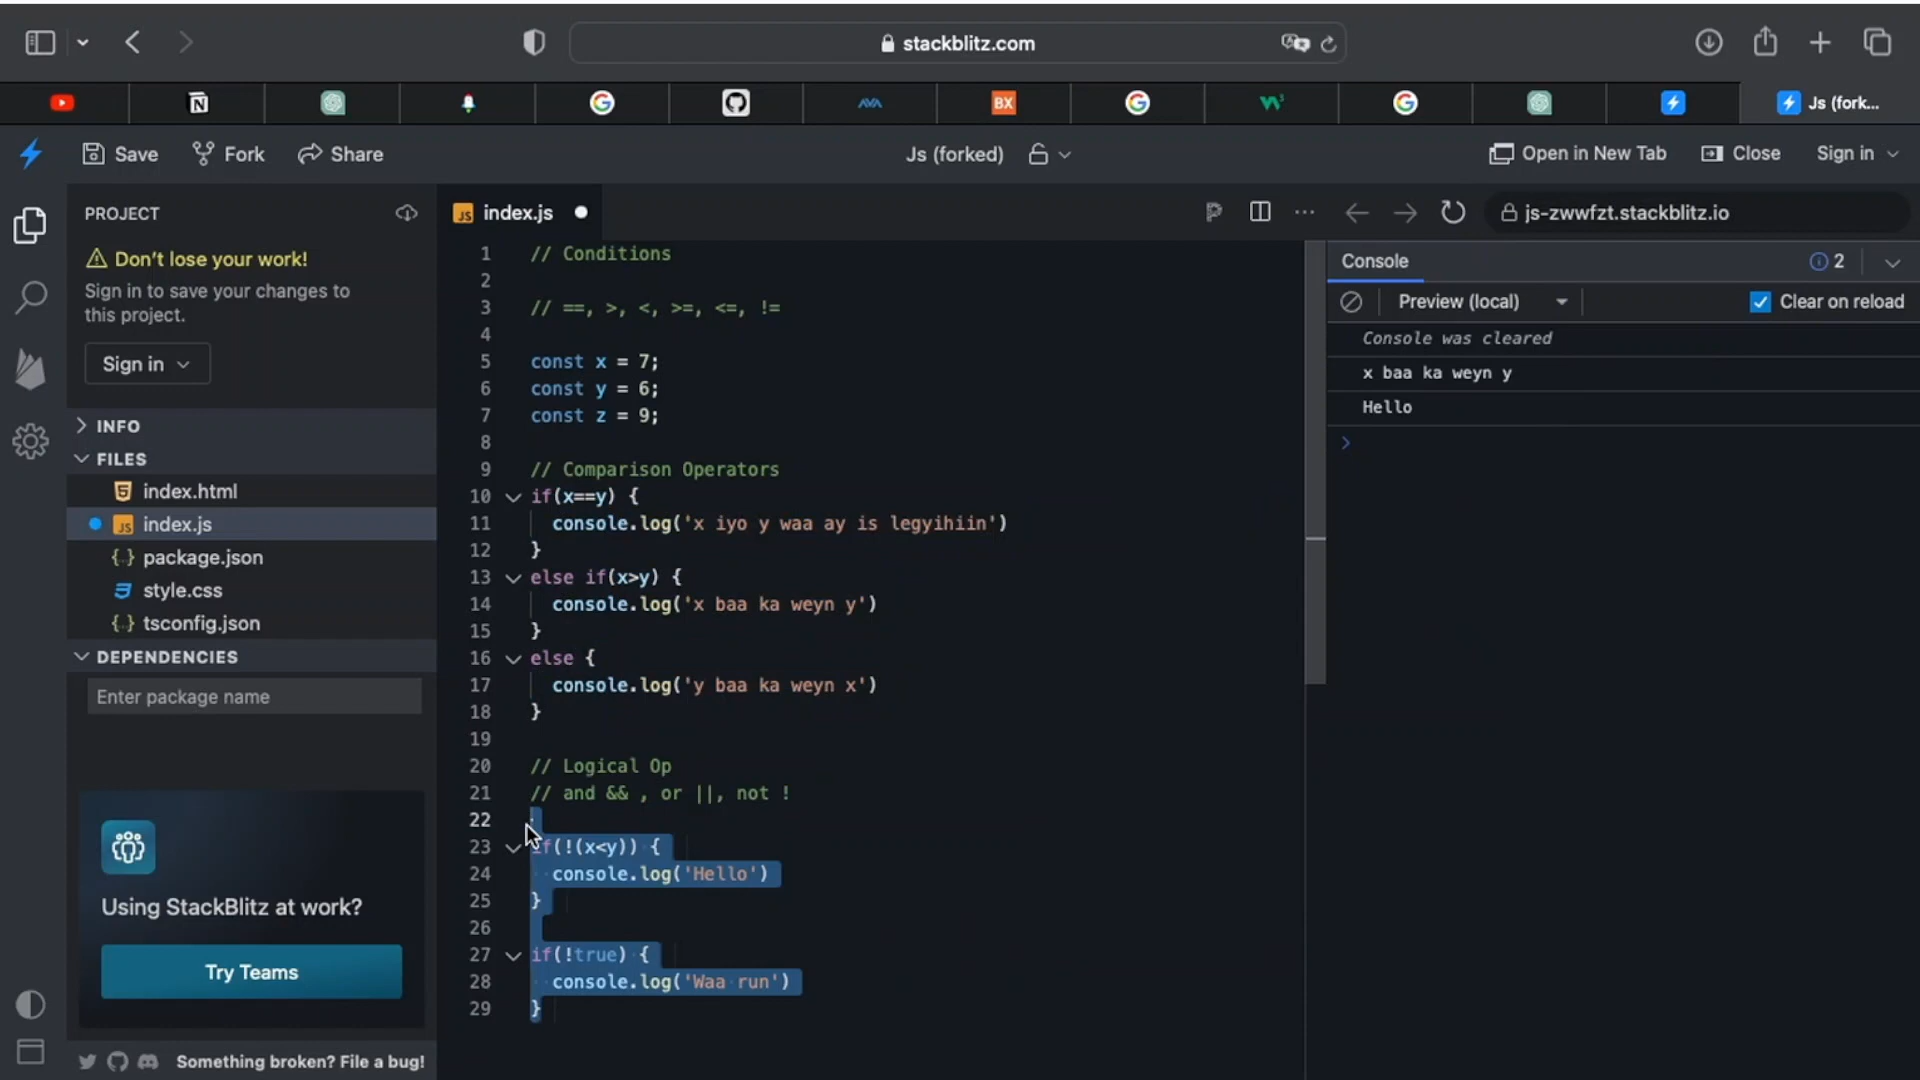 stackblitz.com
BX
Js (fork...
Save
Fork
Share
Js (forked)
Open in New Tab
Close
Sign in
PROJECT
Don't lose your work!
Sign in to save your changes to
this project.
Sign in
INFO
FILES
index.html
index.js
package.json
style.css
tsconfig.json
DEPENDENCIES
Enter package name
Using StackBlitz at work?
Try Teams
Something broken? File a bug!
JS index.js
1 // Conditions
2
3 // ==, >, <, >=, <=, !=
4
5 const x = 7;
6 const y = 6;
7 const z = 9;
8
9 // Comparison Operators
10 if(x==y) {
11 console.log('x iyo y waa ay is legyihiin')
12 }
13 else if(x>y) {
14 console.log('x baa ka weyn y')
15 }
16 else {
17 console.log('y baa ka weyn x')
18 }
19
20 // Logical Op
21 // and && , or ||, not !
22
23 if(!(x<y)) {
24 console.log('Hello')
25 }
26
27 if(!true) {
28 console.log('Waa run')
29 }
js-zwwfzt.stackblitz.io
Console
2
Preview (local)
Clear on reload
Console was cleared
x baa ka weyn y
Hello